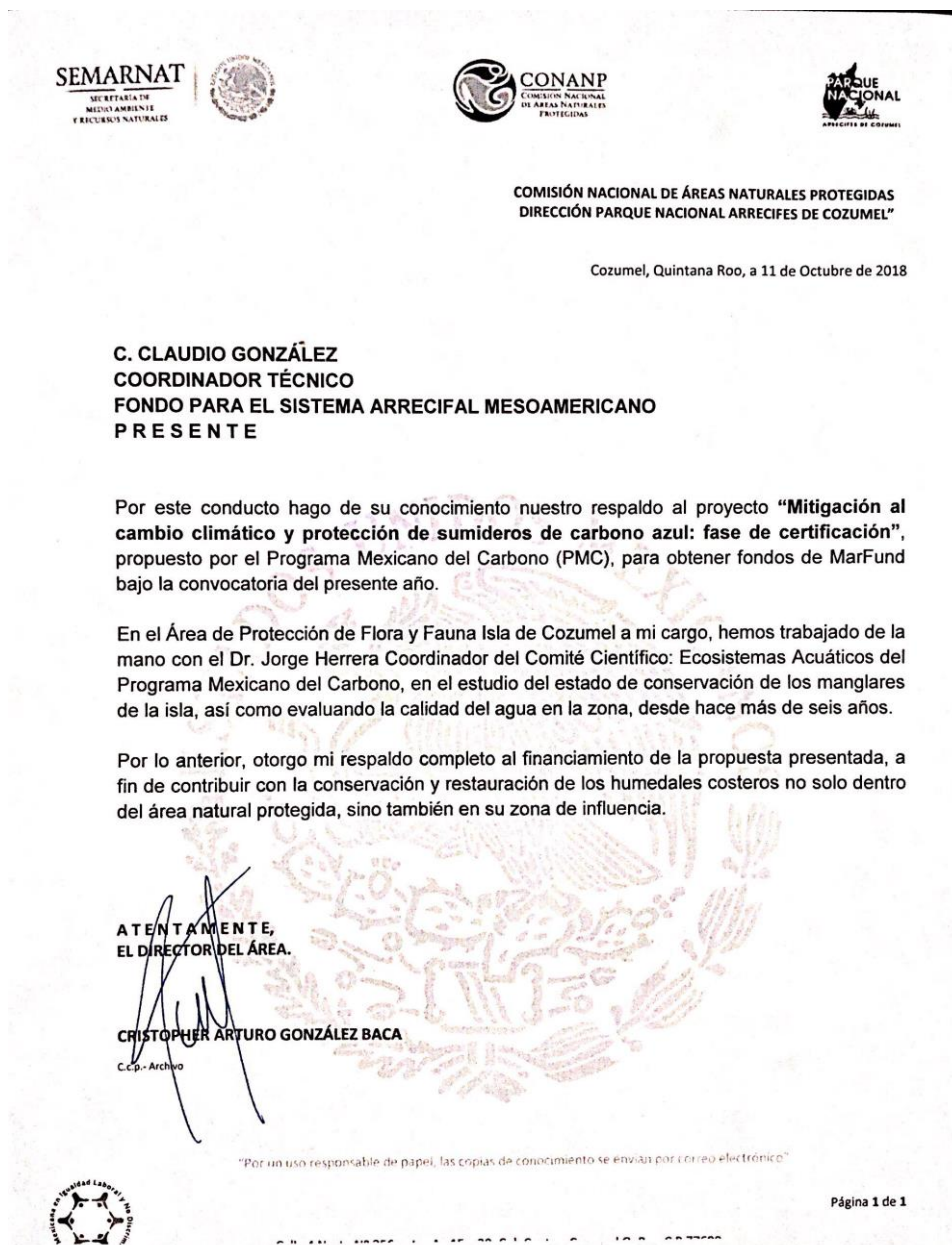 SEMARNAT
SECRETARÍA DE
MEDIO AMBIENTE
Y RECURSOS NATURALES
CONANP
COMISIÓN NACIONAL
DE ÁREAS NATURALES
PROTEGIDAS
PARQUE
NACIONAL
ARRECIFES DE COZUMEL
COMISIÓN NACIONAL DE ÁREAS NATURALES PROTEGIDAS
DIRECCIÓN PARQUE NACIONAL ARRECIFES DE COZUMEL”
Cozumel, Quintana Roo, a 11 de Octubre de 2018
C. CLAUDIO GONZÁLEZ
COORDINADOR TÉCNICO
FONDO PARA EL SISTEMA ARRECIFAL MESOAMERICANO
P R E S E N T E
Por este conducto hago de su conocimiento nuestro respaldo al proyecto “Mitigación al
cambio climático y protección de sumideros de carbono azul: fase de certificación”,
propuesto por el Programa Mexicano del Carbono (PMC), para obtener fondos de MarFund
bajo la convocatoria del presente año.
En el Área de Protección de Flora y Fauna Isla de Cozumel a mi cargo, hemos trabajado de la
mano con el Dr. Jorge Herrera Coordinador del Comité Científico: Ecosistemas Acuáticos del
Programa Mexicano del Carbono, en el estudio del estado de conservación de los manglares
de la isla, así como evaluando la calidad del agua en la zona, desde hace más de seis años.
Por lo anterior, otorgo mi respaldo completo al financiamiento de la propuesta presentada, a
fin de contribuir con la conservación y restauración de los humedales costeros no solo dentro
del área natural protegida, sino también en su zona de influencia.
A T E N T A M E N T E,
EL DIRECTOR DEL ÁREA.
CRISTOPHER ARTURO GONZÁLEZ BACA
C.c.p.- Archivo
"Por un uso responsable de papel, las copias de conocimiento se envían por correo electrónico"
Mexicana en Igualdad Laboral y No
Página 1 de 1